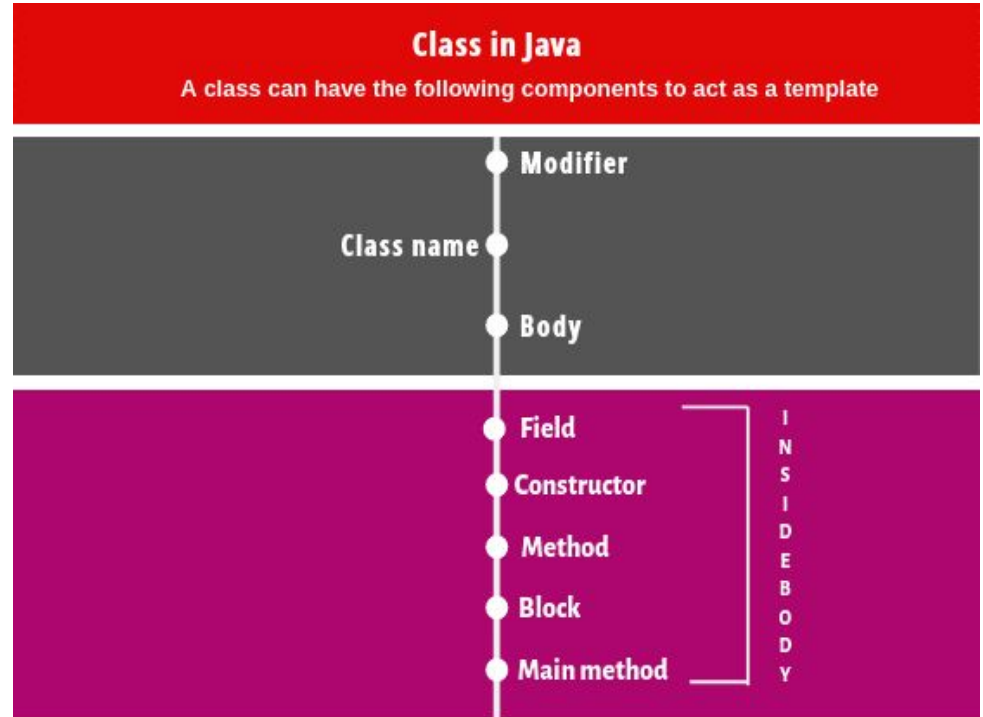 Class in Java
A class can have the following components to act as a template
Modifier
Class name
Body
Field
Constructor
Method
Block
Main method
INSIDEBODY